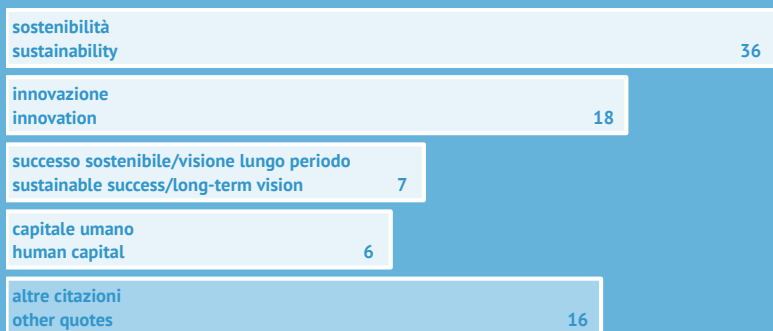 sostenibilità
sustainability 36
innovazione
innovation 18
successo sostenibile/visione lungo periodo
sustainable success/long-term vision 7
capitale umano
human capital 6
altre citazioni
other quotes 16